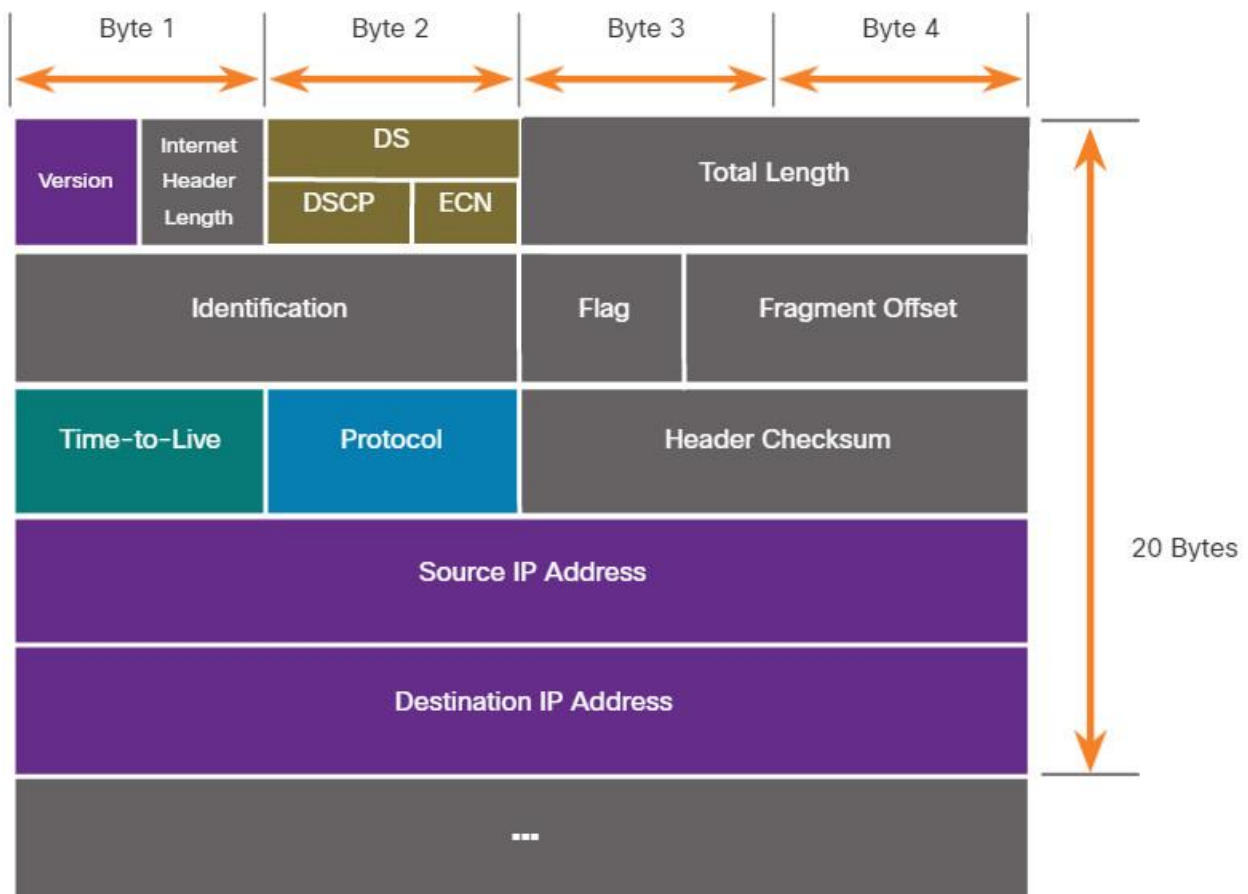 Byte 1 Byte 2 Byte 3 Byte 4
Version
Internet
Header
Length
DS
DSCP ECN
Total Length
Identification Flag Fragment Offset
Time-to-Live Protocol Header Checksum
Source IP Address
20 Bytes
Destination IP Address
...